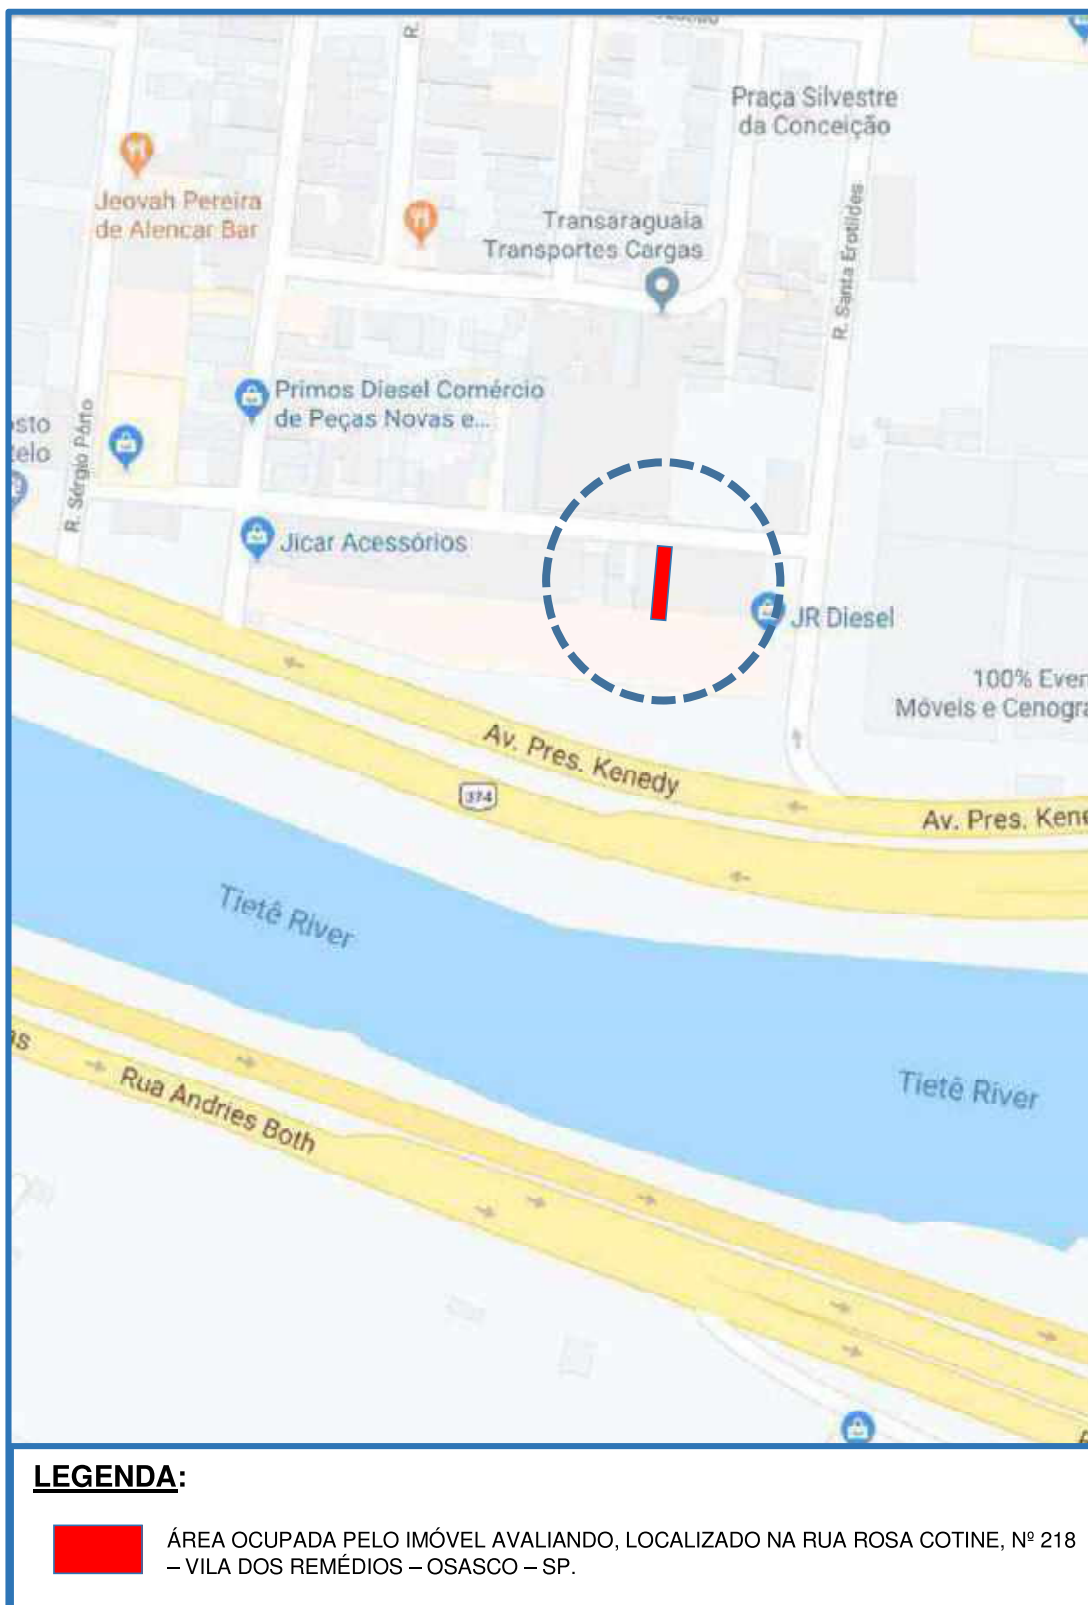 R.
Praça Silvestre
da Conceição
Jeovah Pereira
de Alencar Bar
Transaraguaia
Transportes Cargas
R. Santa Erotildes
Primos Diesel Comércio
de Peças Novas e...
R. Sérgio Pôrto
Jicar Acessórios
JR Diesel
100% Even
Móveis e Cenogra
Av. Pres. Kenedy
374
Av. Pres. Kene
Tietê River
Tietê River
as
Rua Andries Both
LEGENDA:
ÁREA OCUPADA PELO IMÓVEL AVALIANDO, LOCALIZADO NA RUA ROSA COTINE, Nº 218
– VILA DOS REMÉDIOS – OSASCO – SP.